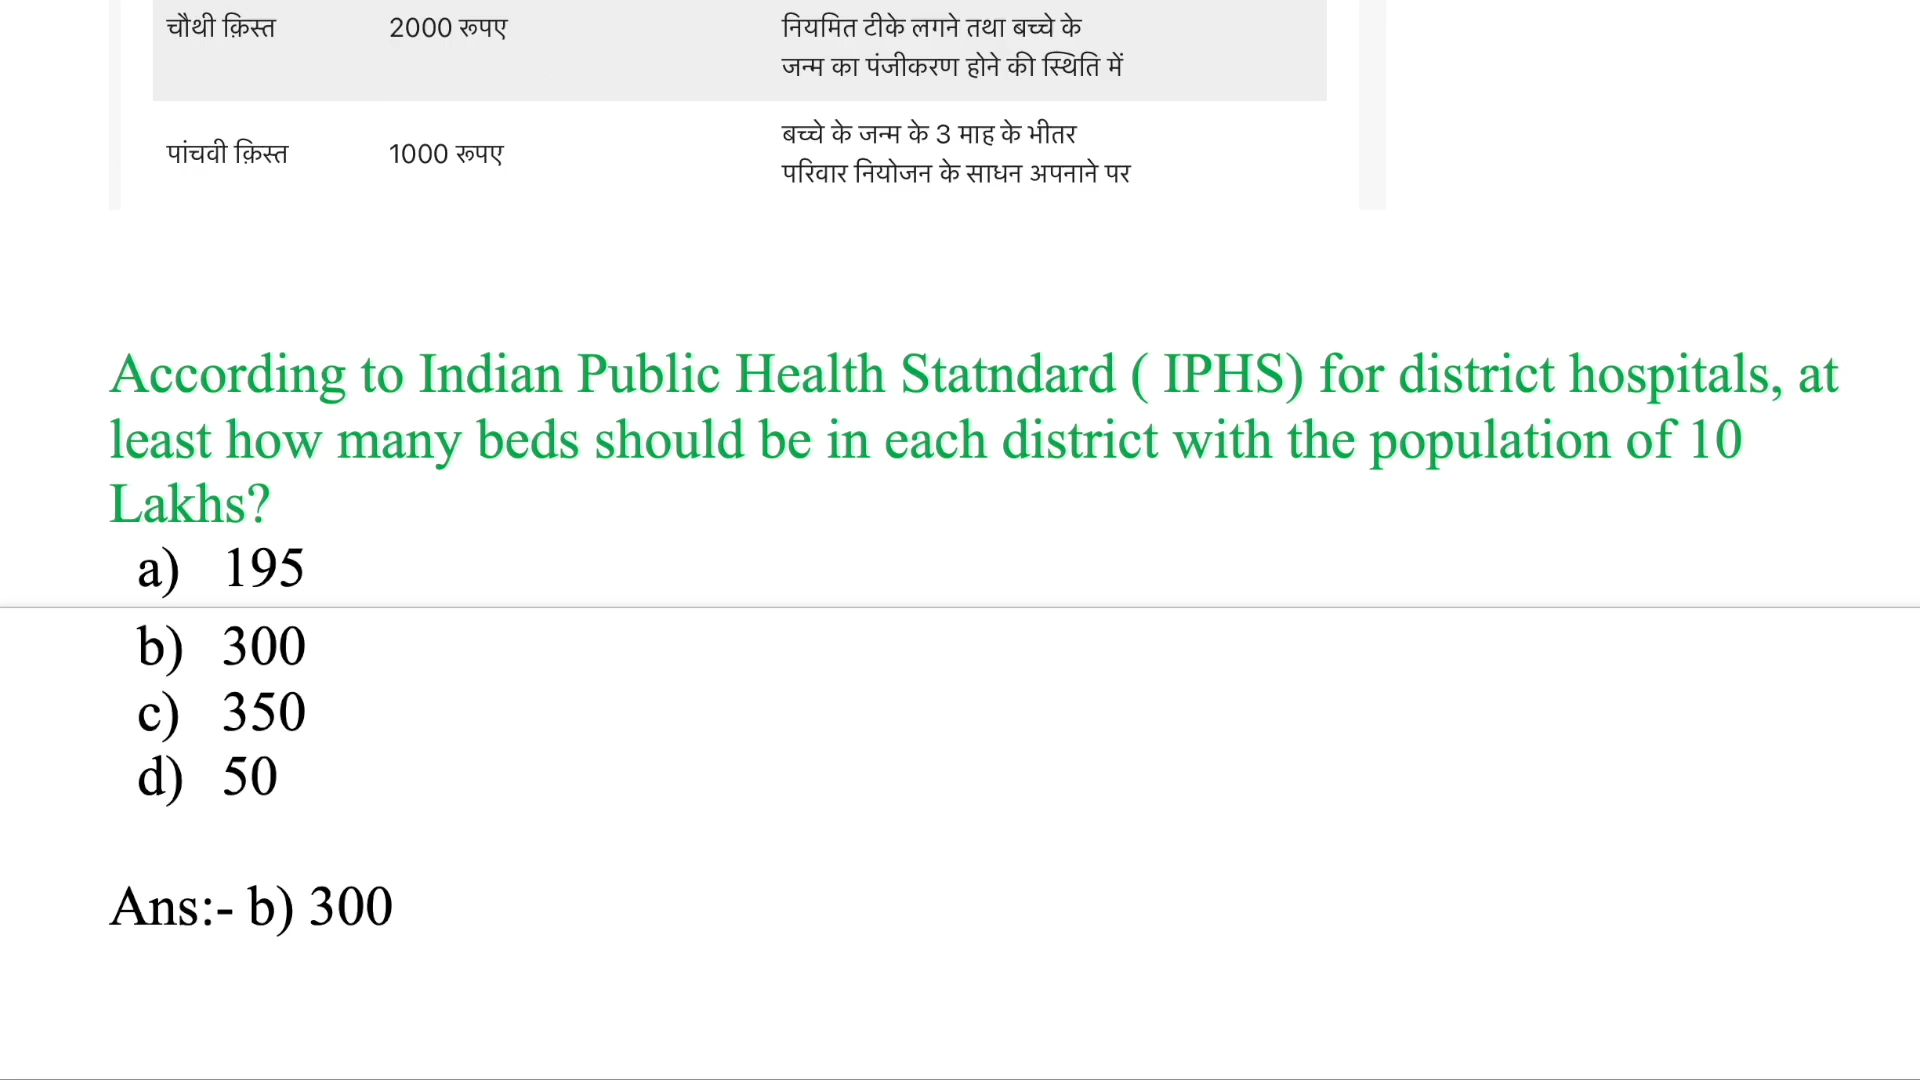 चौथी क़िस्त 2000 रूपए नियमित टीके लगने तथा बच्चे के
जन्म का पंजीकरण होने की स्थिति में
बच्चे के जन्म के 3 माह के भीतर
पांचवी क़िस्त 1000 रूपए
परिवार नियोजन के साधन अपनाने पर
According to Indian Public Health Statndard ( IPHS) for district hospitals, at
least how many beds should be in each district with the population of 10
Lakhs?
a) 195
b) 300
c) 350
d) 50
Ans:- b) 300